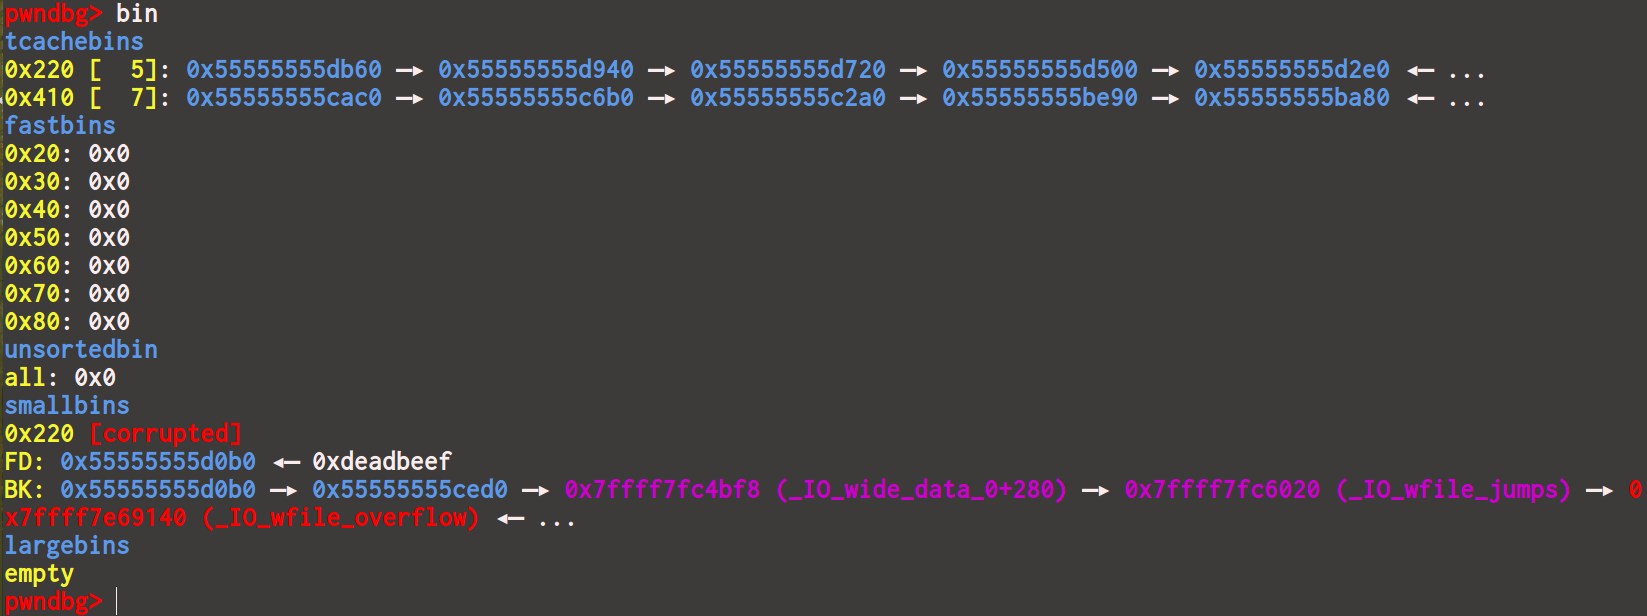 pwndbg> bin
tcachebins
0x220 [  5]: 0x55555555db60 —▸ 0x55555555d940 —▸ 0x55555555d720 —▸ 0x55555555d500 —▸ 0x55555555d2e0 ◂— ...
0x410 [  7]: 0x55555555cac0 —▸ 0x55555555c6b0 —▸ 0x55555555c2a0 —▸ 0x55555555be90 —▸ 0x55555555ba80 ◂— ...
fastbins
0x20: 0x0
0x30: 0x0
0x40: 0x0
0x50: 0x0
0x60: 0x0
0x70: 0x0
0x80: 0x0
unsortedbin
all: 0x0
smallbins
0x220 [corrupted]
FD: 0x55555555d0b0 ◂— 0xdeadbeef
BK: 0x55555555d0b0 —▸ 0x55555555ced0 —▸ 0x7ffff7fc4bf8 (_IO_wide_data_0+280) —▸ 0x7ffff7fc6020 (_IO_wfile_jumps) —▸ 0
x7ffff7e69140 (_IO_wfile_overflow) ◂— ...
largebins
empty
pwndbg>